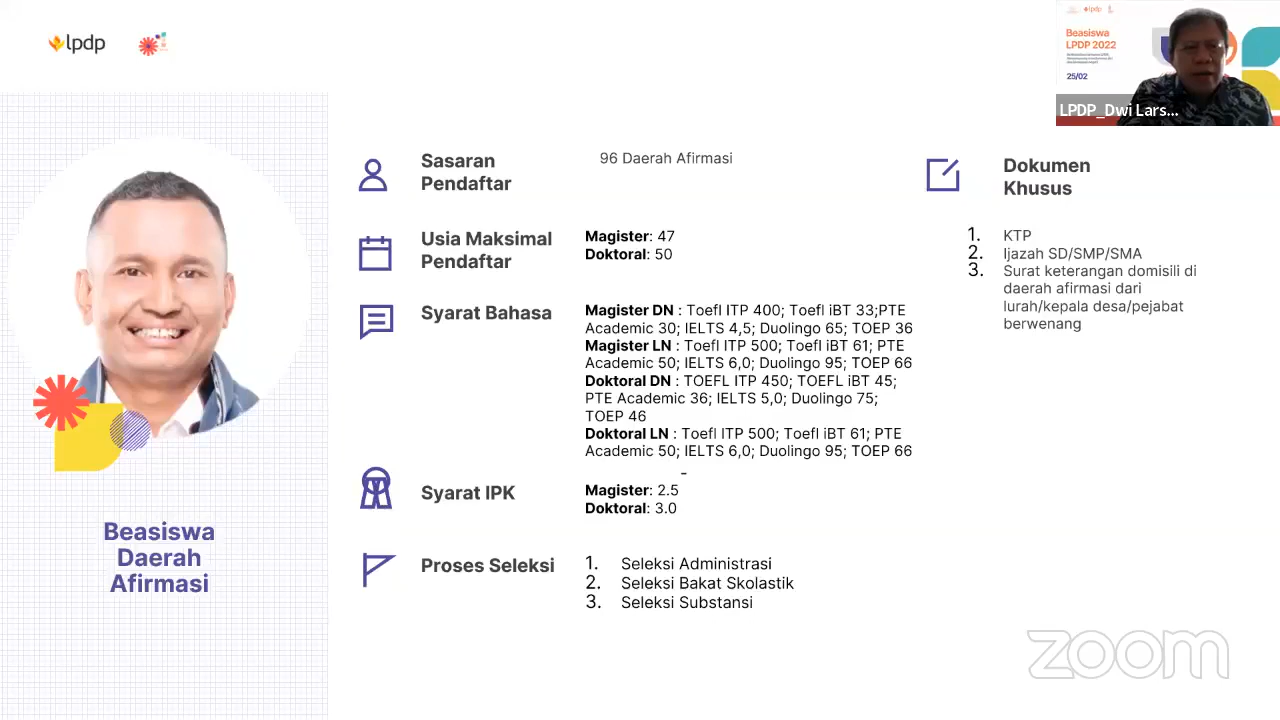 lpdp
lpdp
Beasiswa
LPDP 2022
25/02
LPDP_Dwi Lars...
Sasaran
Pendaftar
96 Daerah Afirmasi
Usia Maksimal
Pendaftar
Magister: 47
Doktoral: 50
Syarat Bahasa
Magister DN : Toefl ITP 400; Toefl iBT 33;PTE
Academic 30; IELTS 4,5; Duolingo 65; TOEP 36
Magister LN : Toefl ITP 500; Toefl iBT 61; PTE
Academic 50; IELTS 6,0; Duolingo 95; TOEP 66
Doktoral DN : TOEFL ITP 450; TOEFL iBT 45;
PTE Academic 36; IELTS 5,0; Duolingo 75;
TOEP 46
Doktoral LN : Toefl ITP 500; Toefl iBT 61; PTE
Academic 50; IELTS 6,0; Duolingo 95; TOEP 66
-
Syarat IPK
Magister: 2.5
Doktoral: 3.0
Proses Seleksi
1. Seleksi Administrasi
2. Seleksi Bakat Skolastik
3. Seleksi Substansi
Dokumen
Khusus
1. KTP
2. Ijazah SD/SMP/SMA
3. Surat keterangan domisili di
daerah afirmasi dari
lurah/kepala desa/pejabat
berwenang
Beasiswa
Daerah
Afirmasi
zoom